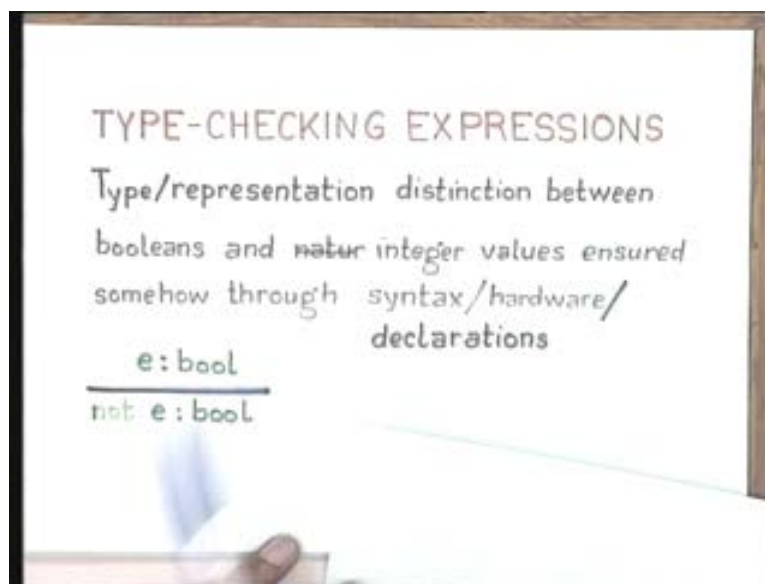 TYPE-CHECKING EXPRESSIONS
Type/representation distinction between
booleans and natur integer values ensured
somehow through syntax/hardware/
declarations
e : bool
not e : bool